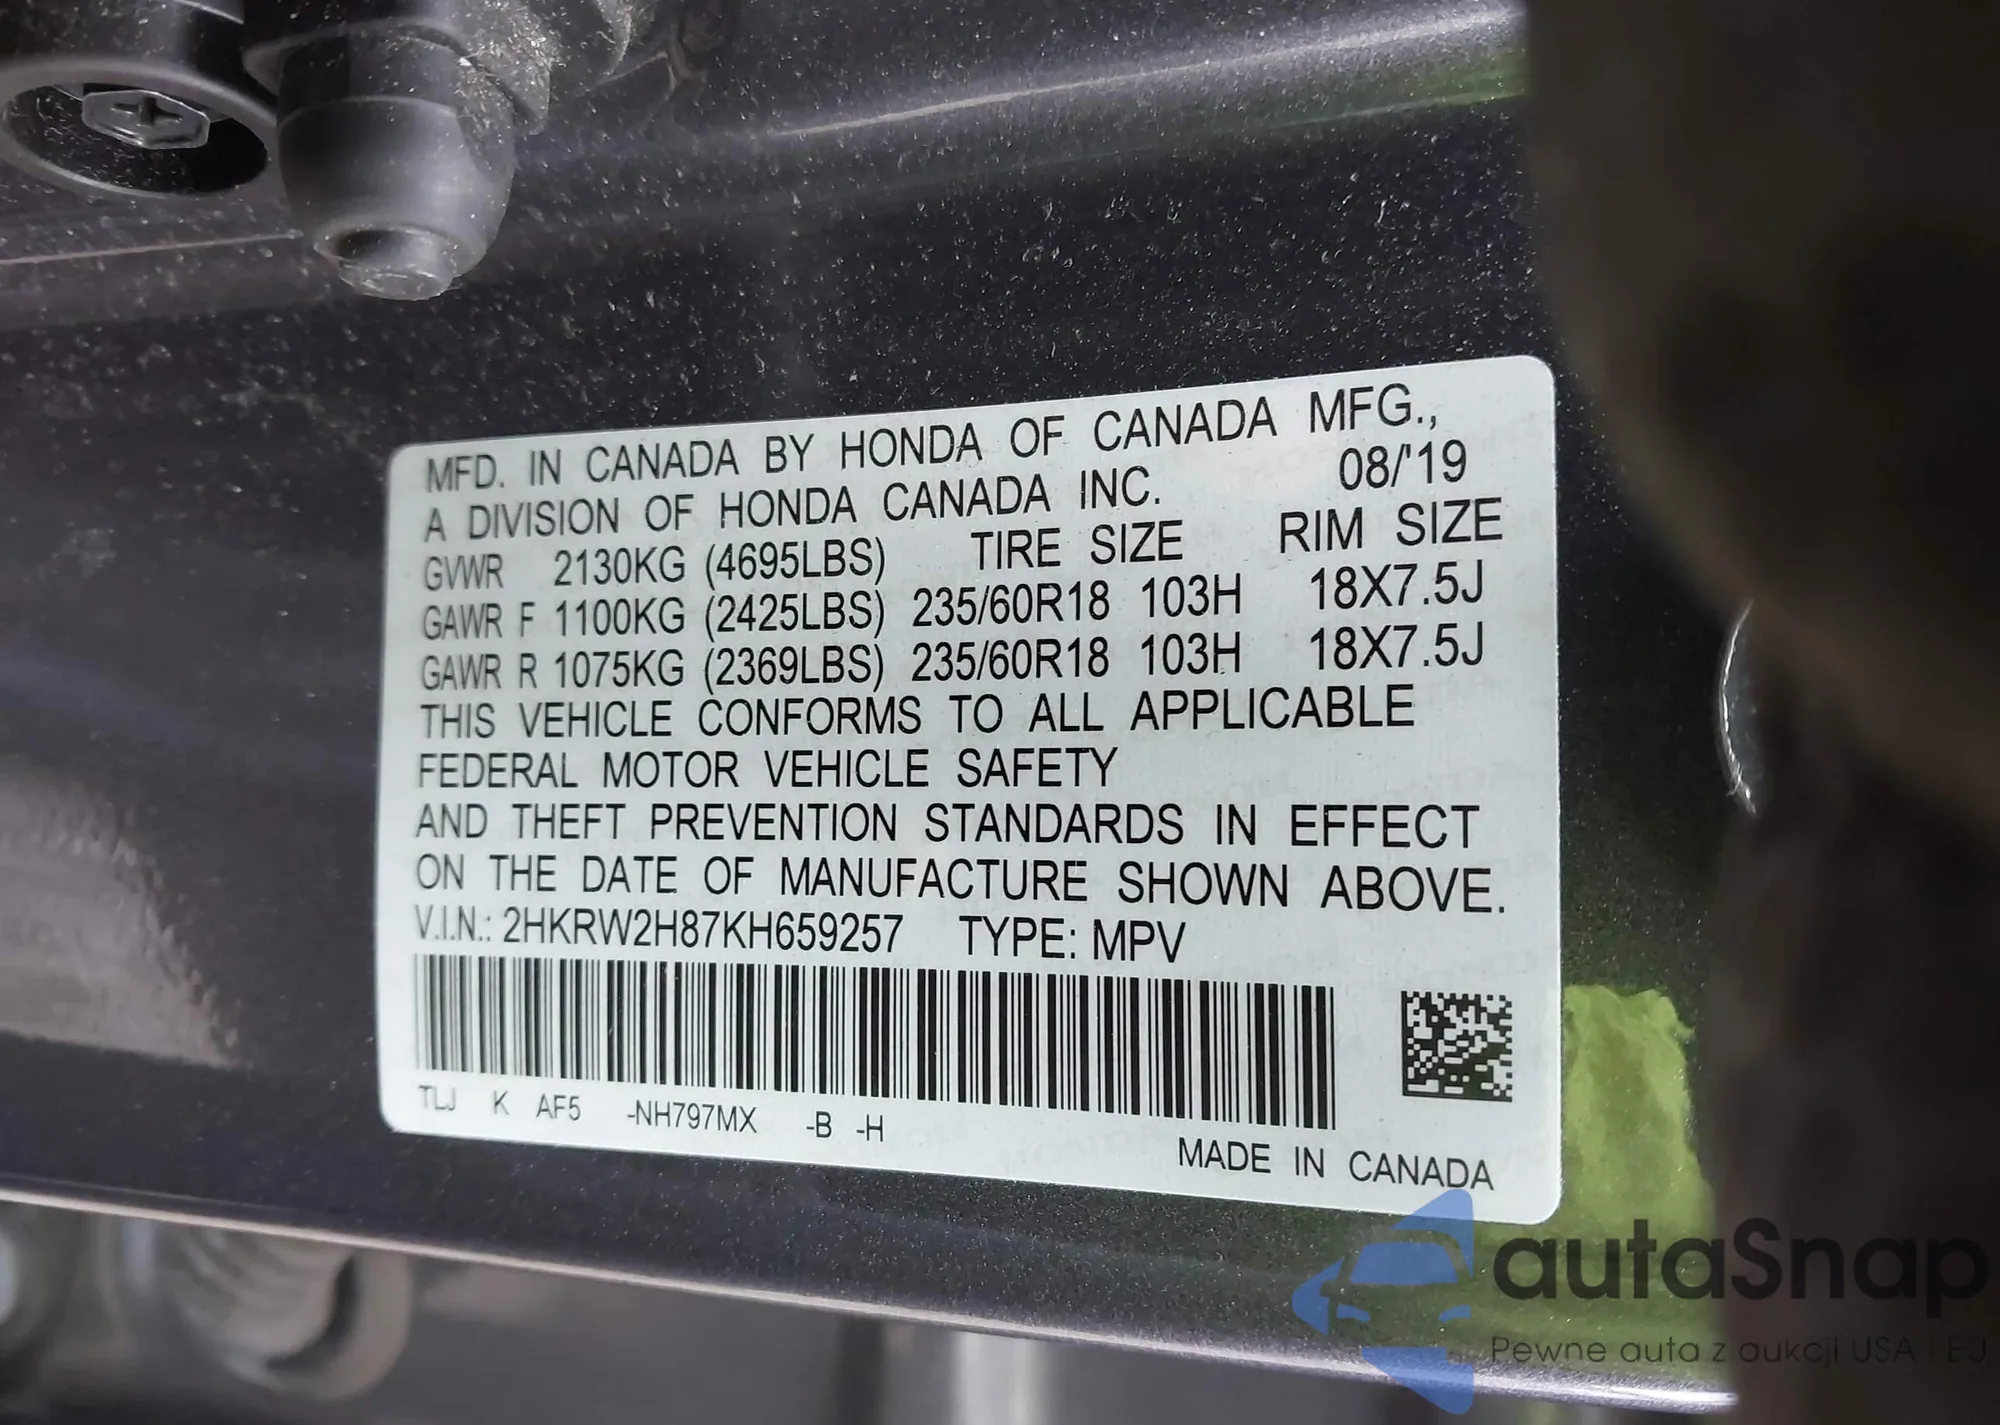 MFD. IN CANADA BY HONDA OF CANADA MFG.,
A DIVISION OF HONDA CANADA INC. 08/'19
GVWR 2130KG (4695LBS) TIRE SIZE RIM SIZE
GAWR F 1100KG (2425LBS) 235/60R18 103H 18X7.5J
GAWR R 1075KG (2369LBS) 235/60R18 103H 18X7.5J
THIS VEHICLE CONFORMS TO ALL APPLICABLE
FEDERAL MOTOR VEHICLE SAFETY
AND THEFT PREVENTION STANDARDS IN EFFECT
ON THE DATE OF MANUFACTURE SHOWN ABOVE.
V.I.N.: 2HKRW2H87KH659257 TYPE: MPV
TLJ K AF5 -NH797MX -B -H
MADE IN CANADA
autaSnap
Pewne auta z aukcji USA i EU